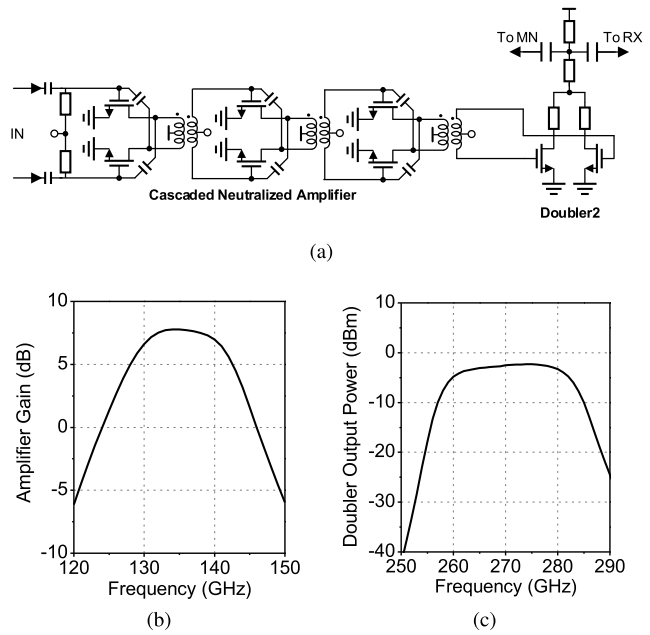 To MN
To RX
IN
Cascaded Neutralized Amplifier
Doubler2
(a)
10
5
0
-5
-10
120
130
140
150
Amplifier Gain (dB)
Frequency (GHz)
(b)
10
0
-10
-20
-30
-40
250
260
270
280
290
Doubler Output Power (dBm)
Frequency (GHz)
(c)